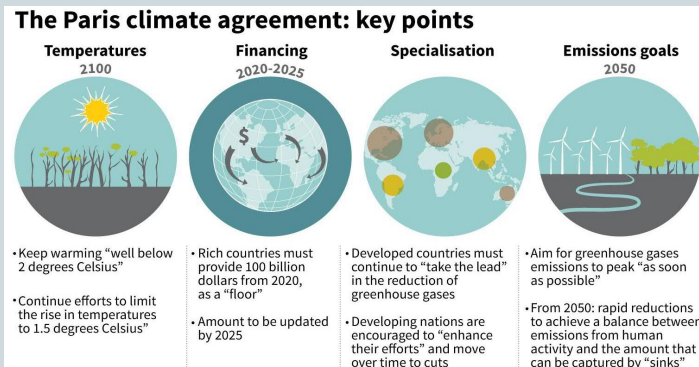 The Paris climate agreement: key points
Temperatures
2100
• Keep warming “well below
2 degrees Celsius”
• Continue efforts to limit
the rise in temperatures
to 1.5 degrees Celsius”
Financing
2020-2025
$
• Rich countries must
provide 100 billion
dollars from 2020,
as a “floor”
• Amount to be updated
by 2025
Specialisation
• Developed countries must
continue to “take the lead”
in the reduction of
greenhouse gases
• Developing nations are
encouraged to “enhance
their efforts” and move
over time to cuts
Emissions goals
2050
• Aim for greenhouse gases
emissions to peak “as soon
as possible”
• From 2050: rapid reductions
to achieve a balance between
emissions from human
activity and the amount that
can be captured by “sinks”